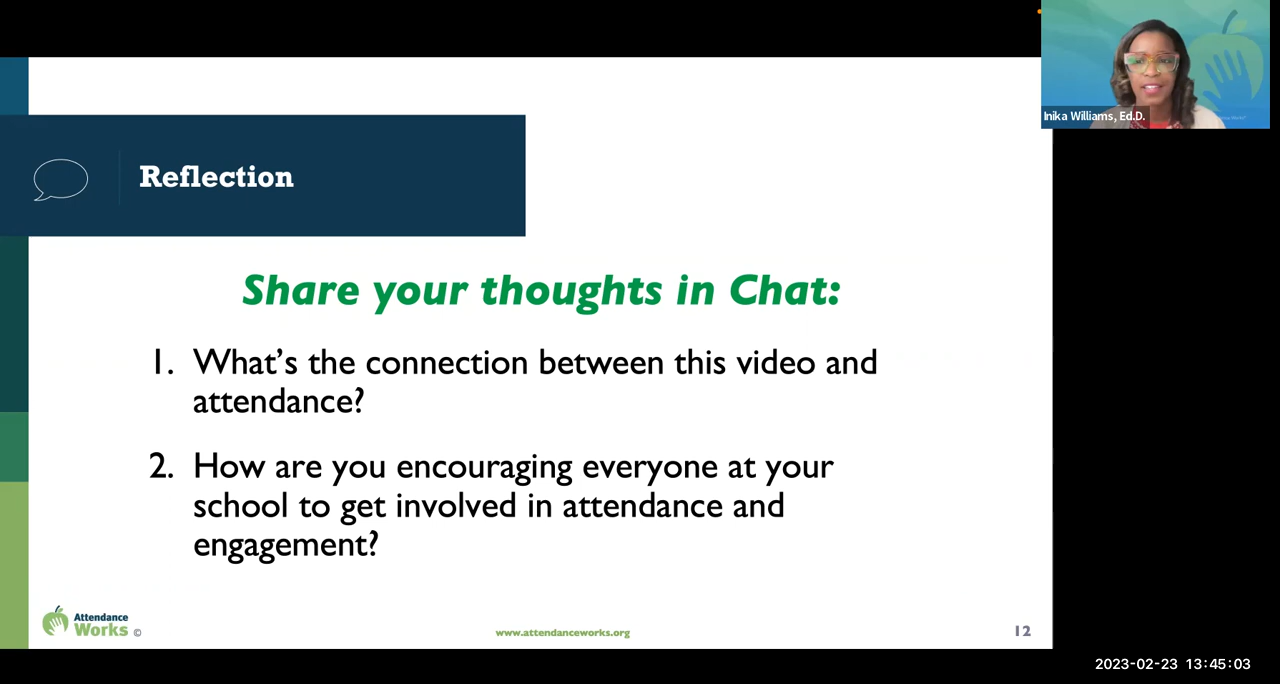 Inika Williams, Ed.D.
Reflection
Share your thoughts in Chat:
1. What's the connection between this video and
attendance?
2. How are you encouraging everyone at your
school to get involved in attendance and
engagement?
Attendance
Works ©
www.attendanceworks.org
12
2023-02-23 13:45:03